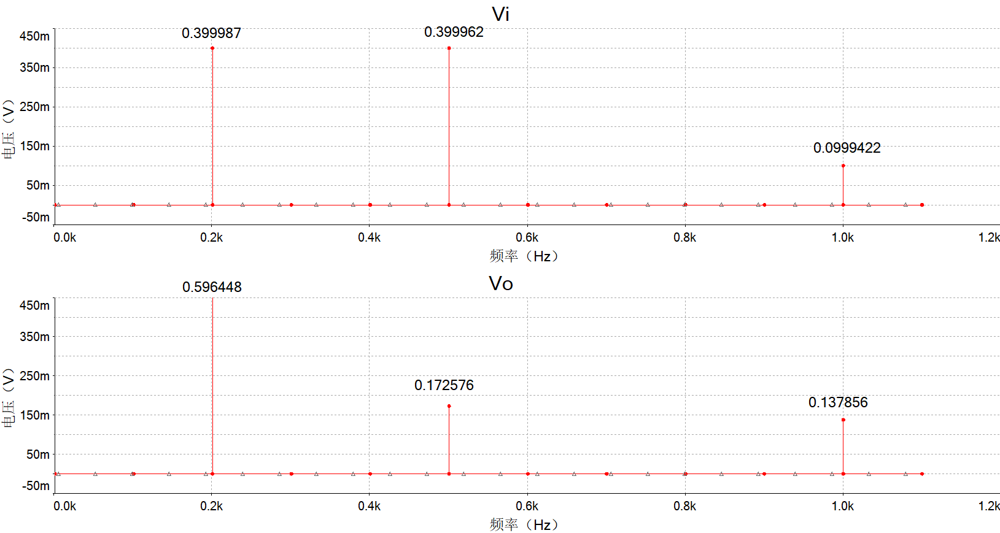 Vi
0.399987
0.399962
450m
350m
250m
150m
50m
-50m
0.0999422
电压（V）
0.0k
0.2k
0.4k
0.6k
0.8k
1.0k
1.2k
频率（Hz）
Vo
0.596448
450m
350m
250m
150m
50m
-50m
0.172576
0.137856
电压（V）
0.0k
0.2k
0.4k
0.6k
0.8k
1.0k
1.2k
频率（Hz）